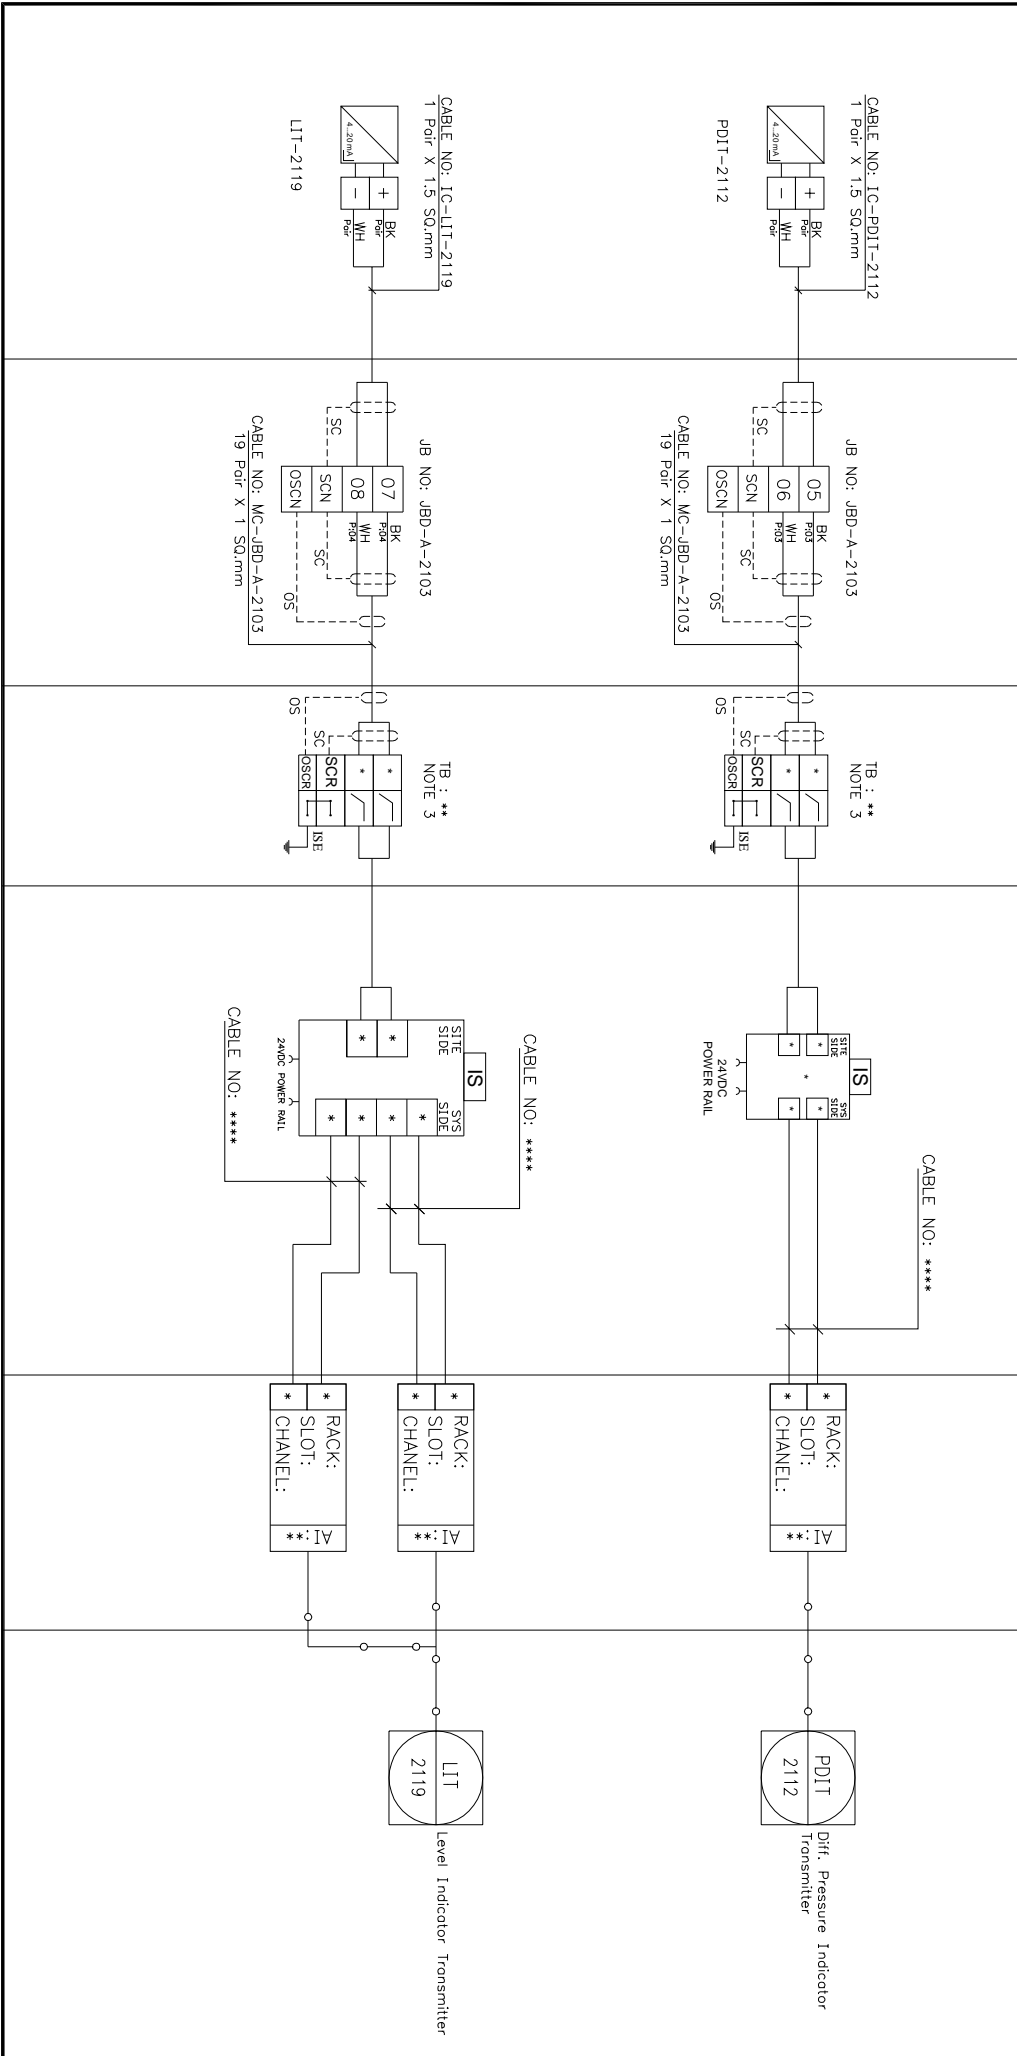 CABLE NO: IC-PDIT-2112
1 Pair X 1.5 SQ.mm
4...20mA
+
-
BK
Pair
WH
Pair
PDIT-2112
JB NO: JBD-A-2103
05
06
SCN
OSCN
BK
P:03
WH
P:03
SC
SC
OS
CABLE NO: MC-JBD-A-2103
19 Pair X 1 SQ.mm
TB : **
NOTE 3
*
*
SCR
OSCR
SC
OS
ISE
IS
SITE
SIDE
SYS
SIDE
*
*
*
*
*
24VDC
POWER RAIL
CABLE NO: ****
*
*
RACK:
SLOT:
CHANEL:
AI:
**
PDIT
2112
Diff. Pressure Indicator
Transmitter
CABLE NO: IC-LIT-2119
1 Pair X 1.5 SQ.mm
4...20mA
+
-
BK
Pair
WH
Pair
LIT-2119
JB NO: JBD-A-2103
07
08
SCN
OSCN
BK
P:04
WH
P:04
SC
SC
OS
CABLE NO: MC-JBD-A-2103
19 Pair X 1 SQ.mm
TB : **
NOTE 3
*
*
SCR
OSCR
SC
OS
ISE
IS
SITE
SIDE
SYS
SIDE
*
*
*
*
*
*
24VDC POWER RAIL
CABLE NO: ****
CABLE NO: ****
*
*
RACK:
SLOT:
CHANEL:
AI:
**
*
*
RACK:
SLOT:
CHANEL:
AI:
**
LIT
2119
Level Indicator Transmitter